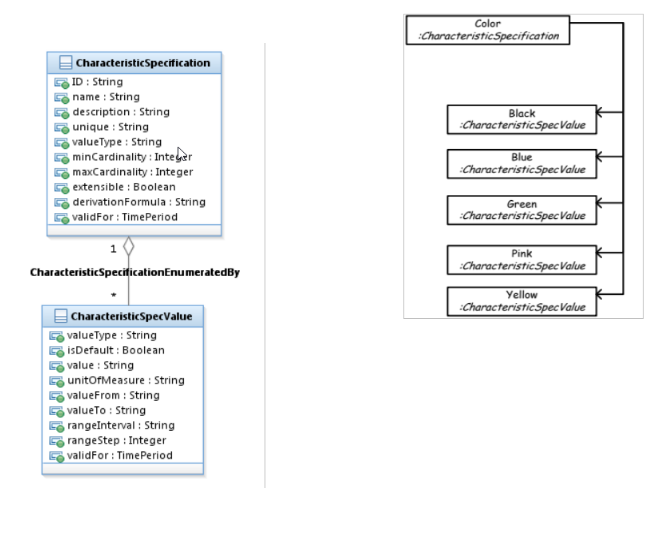 CharacteristicSpecification
ID : String
name : String
description : String
unique : String
valueType : String
minCardinality : Integer
maxCardinality : Integer
extensible : Boolean
derivationFormula : String
validFor : TimePeriod
1
CharacteristicSpecificationEnumeratedBy
*
CharacteristicSpecValue
valueType : String
isDefault : Boolean
value : String
unitOfMeasure : String
valueFrom : String
valueTo : String
rangeInterval : String
rangeStep : Integer
validFor : TimePeriod
Color
:CharacteristicSpecification
Black
:CharacteristicSpecValue
Blue
:CharacteristicSpecValue
Green
:CharacteristicSpecValue
Pink
:CharacteristicSpecValue
Yellow
:CharacteristicSpecValue